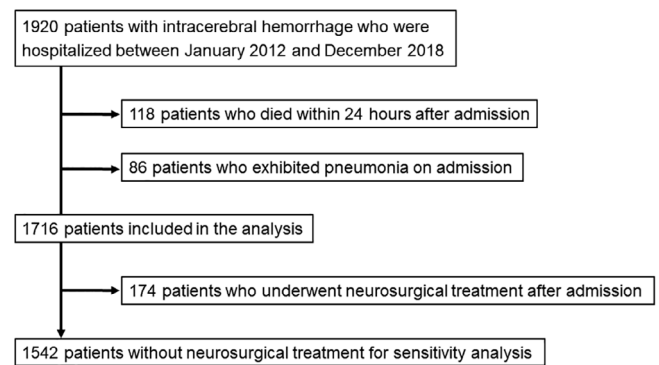 1920 patients with intracerebral hemorrhage who were
hospitalized between January 2012 and December 2018
118 patients who died within 24 hours after admission
86 patients who exhibited pneumonia on admission
1716 patients included in the analysis
174 patients who underwent neurosurgical treatment after admission
1542 patients without neurosurgical treatment for sensitivity analysis